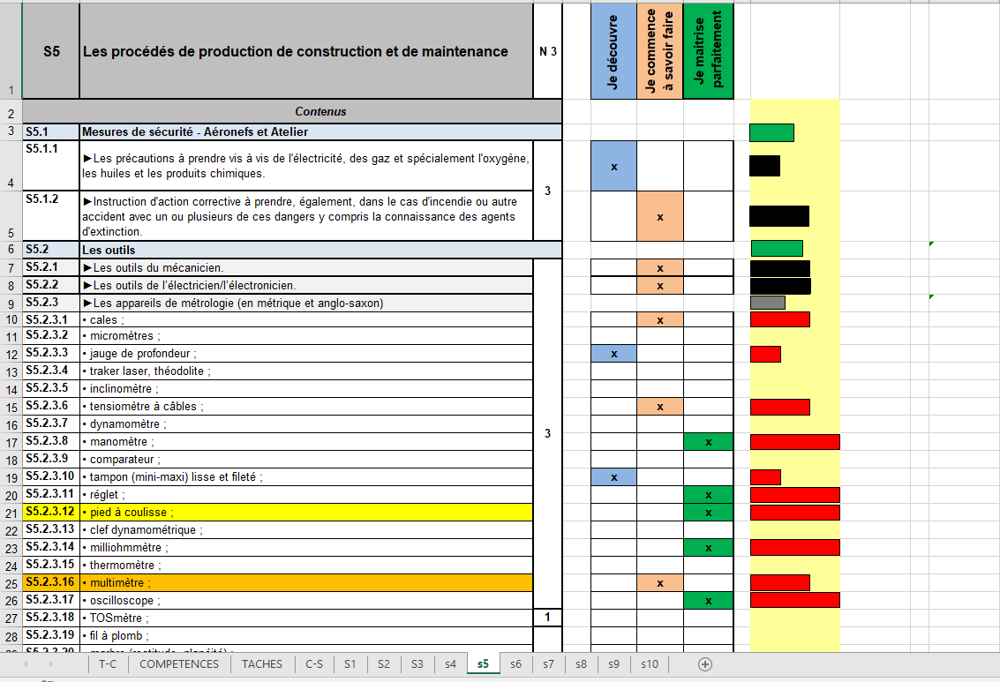 1
S5
Les procédés de production de construction et de maintenance
N 3
Je découvre
Je commence
à savoir faire
Je maitrise
parfaitement
2
Contenus
3 S5.1 Mesures de sécurité - Aéronefs et Atelier
4 S5.1.1 ►Les précautions à prendre vis à vis de l'électricité, des gaz et spécialement l'oxygène,
les huiles et les produits chimiques.
x
3
5 S5.1.2 ►Instruction d'action corrective à prendre, également, dans le cas d'incendie ou autre
accident avec un ou plusieurs de ces dangers y compris la connaissance des agents
d'extinction.
x
6 S5.2 Les outils
7 S5.2.1 ►Les outils du mécanicien. x
8 S5.2.2 ►Les outils de l'électricien/l'électronicien. x
9 S5.2.3 ►Les appareils de métrologie (en métrique et anglo-saxon)
10 S5.2.3.1 • cales ; x
11 S5.2.3.2 • micromètres ;
12 S5.2.3.3 • jauge de profondeur ; x
13 S5.2.3.4 • traker laser, théodolite ;
14 S5.2.3.5 • inclinomètre ;
15 S5.2.3.6 • tensiomètre à câbles ; x
16 S5.2.3.7 • dynamomètre ;
17 S5.2.3.8 • manomètre ; 3 x
18 S5.2.3.9 • comparateur ;
19 S5.2.3.10 • tampon (mini-maxi) lisse et fileté ; x
20 S5.2.3.11 • réglet ; x
21 S5.2.3.12 • pied à coulisse ; x
22 S5.2.3.13 • clef dynamométrique ;
23 S5.2.3.14 • milliohmmètre ; x
24 S5.2.3.15 • thermomètre ;
25 S5.2.3.16 • multimètre ; x
26 S5.2.3.17 • oscilloscope ; x
27 S5.2.3.18 • TOSmètre ; 1
28 S5.2.3.19 • fil à plomb ;
T-C COMPETENCES TACHES C-S S1 S2 S3 s4 s5 s6 s7 s8 s9 s10